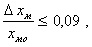 Δ x_м / x_мо ≤ 0,09 ,